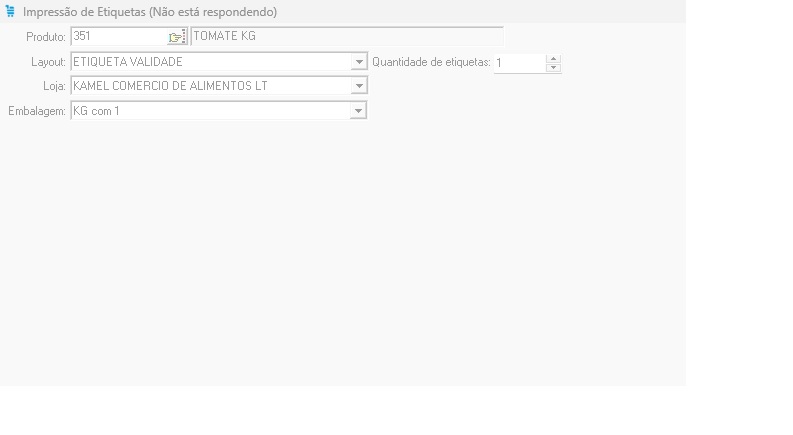 Impressão de Etiquetas (Não está respondendo)
Produto: 351 TOMATE KG
Layout: ETIQUETA VALIDADE Quantidade de etiquetas: 1
Loja: KAMEL COMERCIO DE ALIMENTOS LT
Embalagem: KG com 1